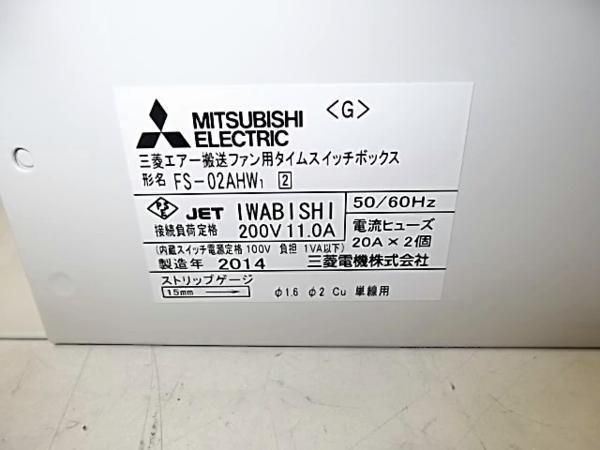 MITSUBISHI
ELECTRIC
<G>
三菱エアー搬送ファン用タイムスイッチボックス
形名 FS-02AHW1 2
PSE JET IWABISHI 50/60Hz
接続負荷定格 200V 11.0A
電流ヒューズ
20A×2個
(内蔵スイッチ電源定格100V 負担 1VA以下)
製造年 2014 三菱電機株式会社
ストリップゲージ
15mm φ1.6 φ2 Cu 単線用